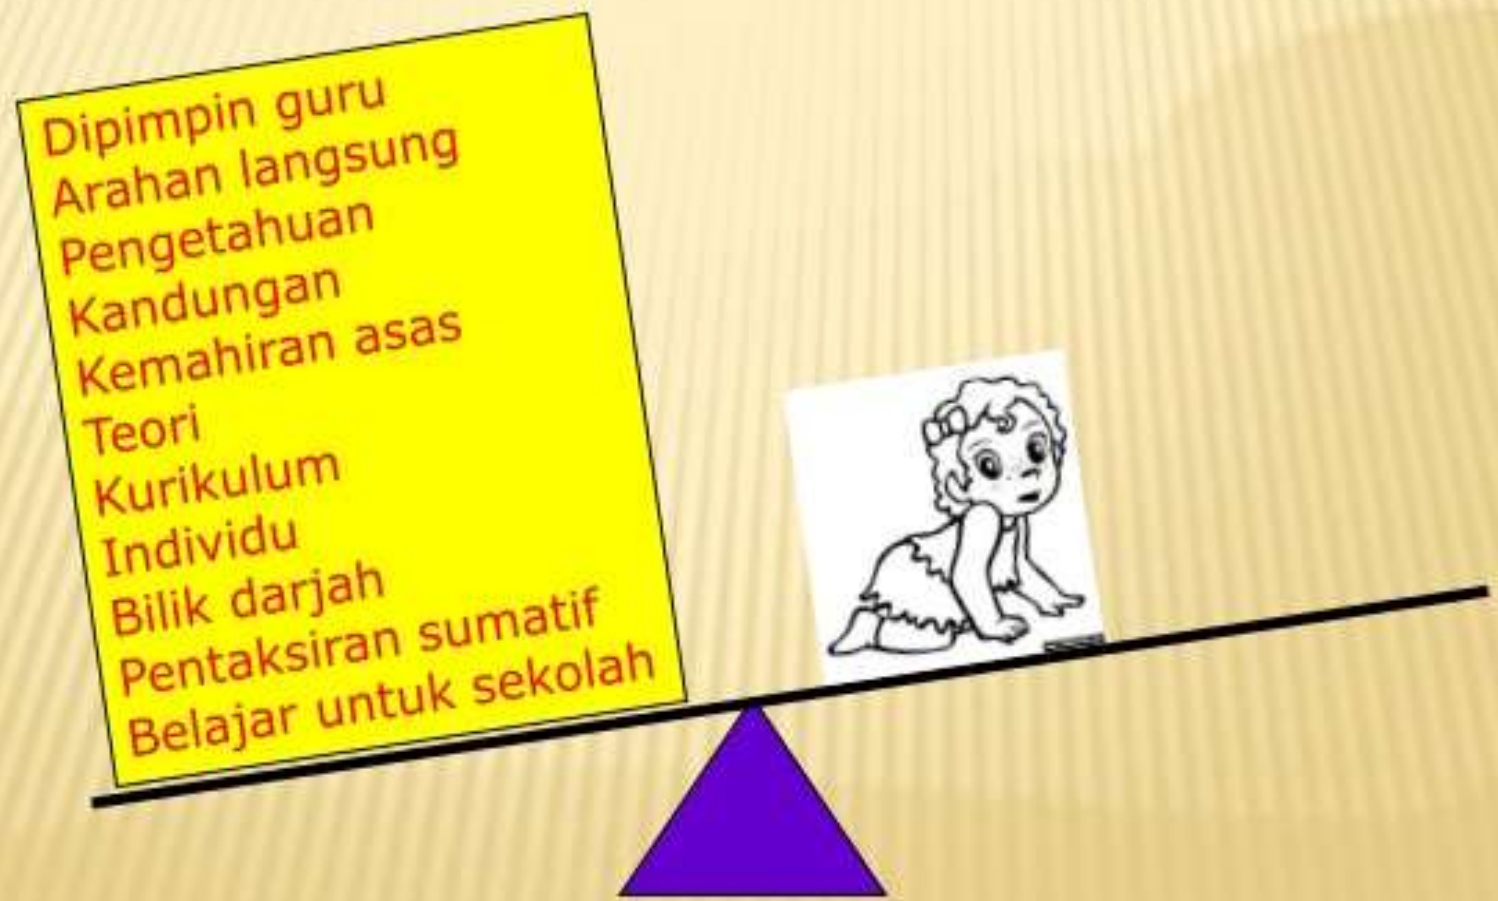 Dipimpin guru
Arahan langsung
Pengetahuan
Kandungan
Kemahiran asas
Teori
Kurikulum
Individu
Bilik darjah
Pentaksiran sumatif
Belajar untuk sekolah